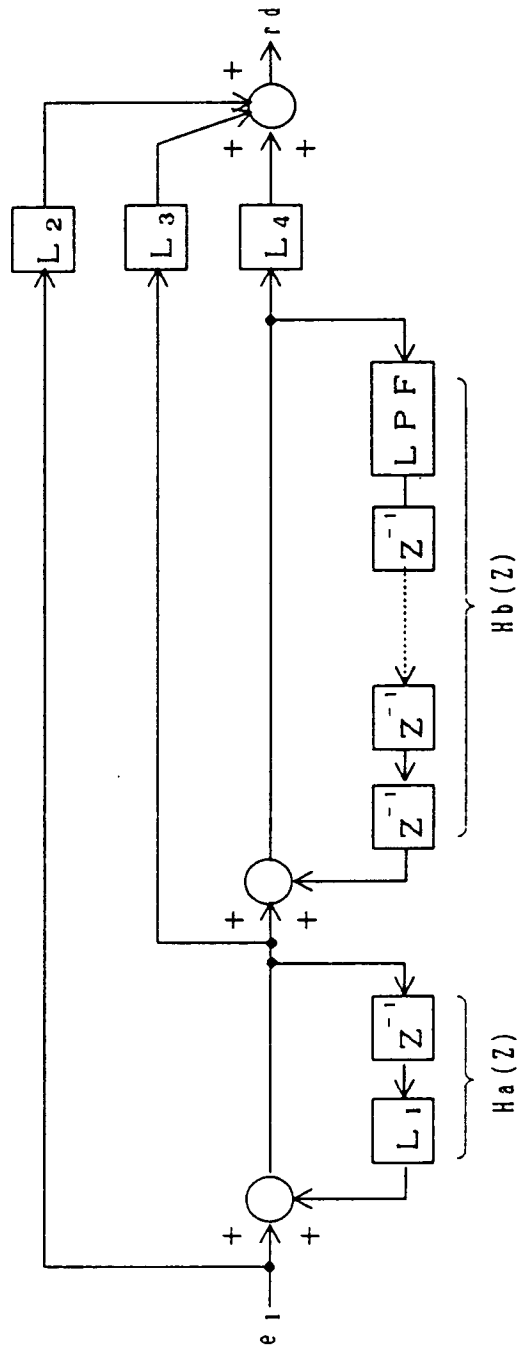 L2
+
L3
+
rd
e1
+
+
+
+
L4
+
L1
Z⁻¹
Z⁻¹
Z⁻¹
Z⁻¹
LPF
Ha(Z)
Hb(Z)